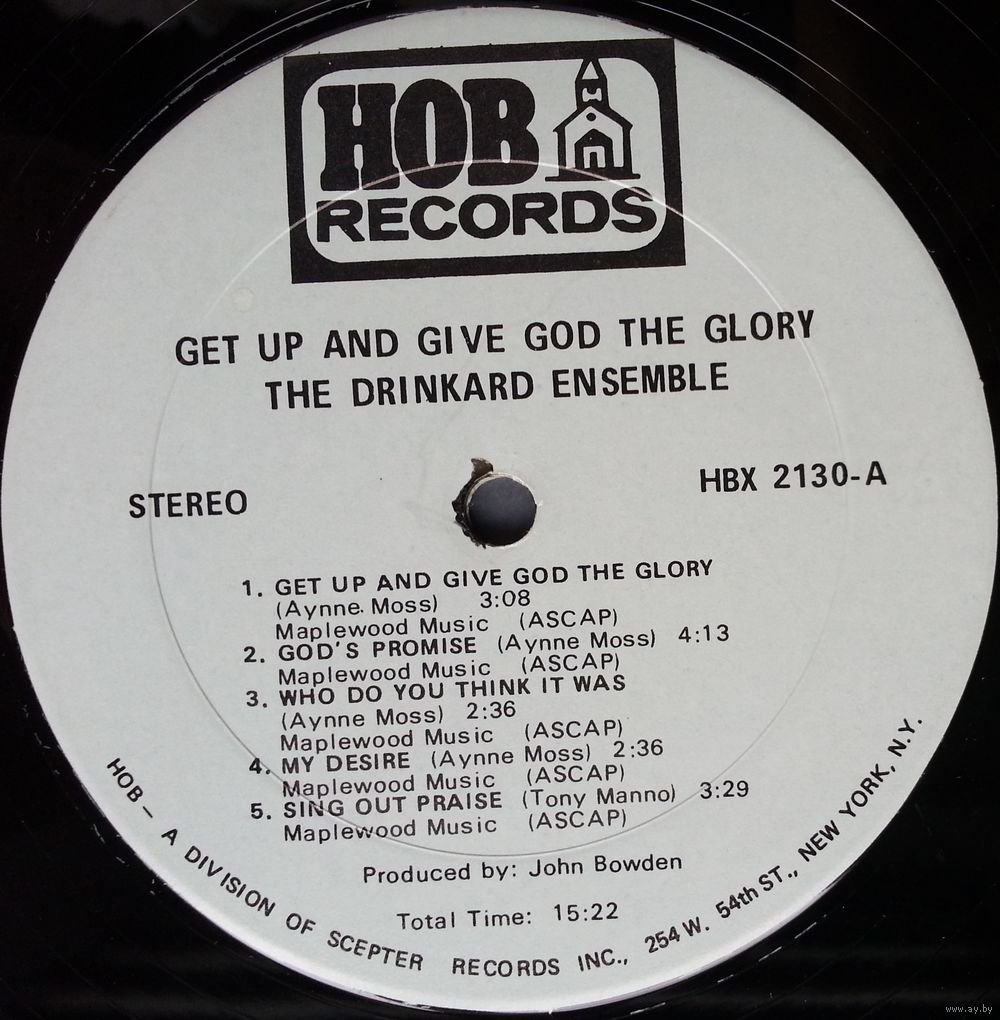 HOB
RECORDS
GET UP AND GIVE GOD THE GLORY
THE DRINKARD ENSEMBLE
STEREO
HBX 2130-A
1. GET UP AND GIVE GOD THE GLORY
(Aynne Moss) 3:08
Maplewood Music (ASCAP)
2. GOD'S PROMISE (Aynne Moss) 4:13
Maplewood Music (ASCAP)
3. WHO DO YOU THINK IT WAS
(Aynne Moss) 2:36
Maplewood Music (ASCAP)
4. MY DESIRE (Aynne Moss) 2:36
Maplewood Music (ASCAP)
5. SING OUT PRAISE (Tony Manno) 3:29
Maplewood Music (ASCAP)
Produced by: John Bowden
Total Time: 15:22
HOB - A DIVISION OF SCEPTER RECORDS INC., 254 W. 54th ST., NEW YORK, N.Y.
www.ay.by